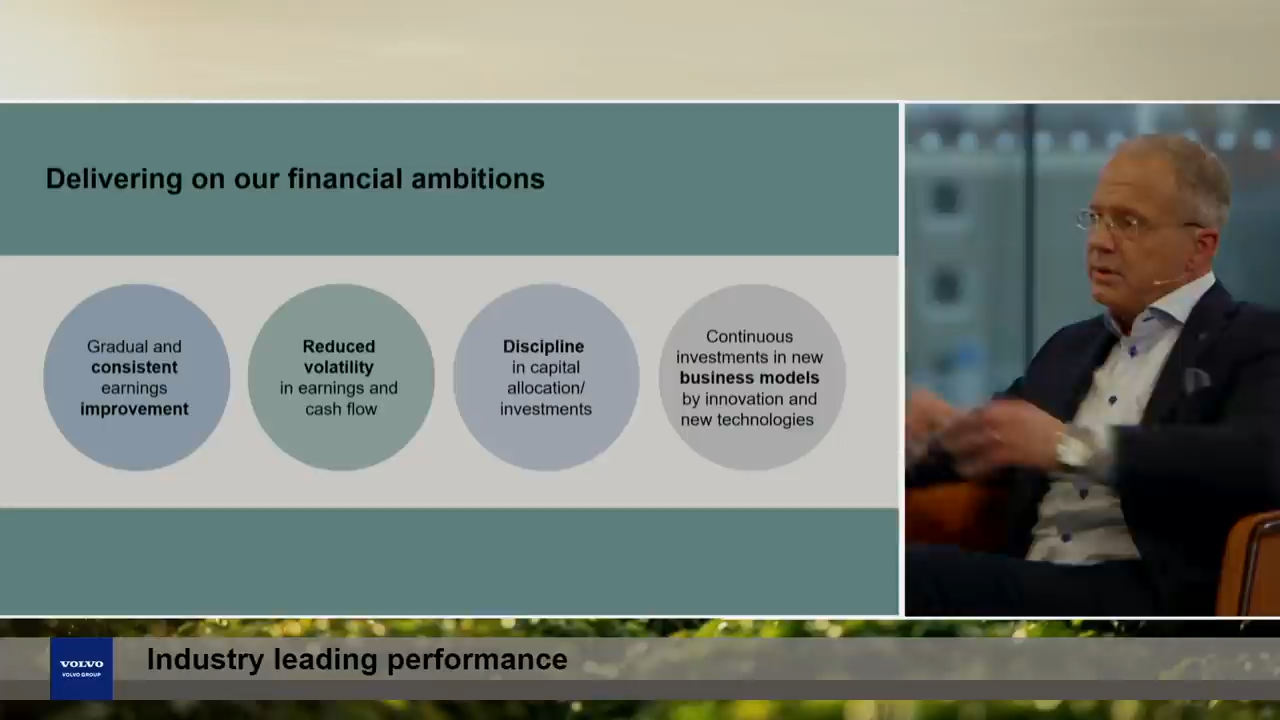 Delivering on our financial ambitions
Gradual and
consistent
earnings
improvement
Reduced
volatility
in earnings and
cash flow
Discipline
in capital
allocation/
investments
Continuous
investments in new
business models
by innovation and
new technologies
VOLVO
VOLVO GROUP
Industry leading performance